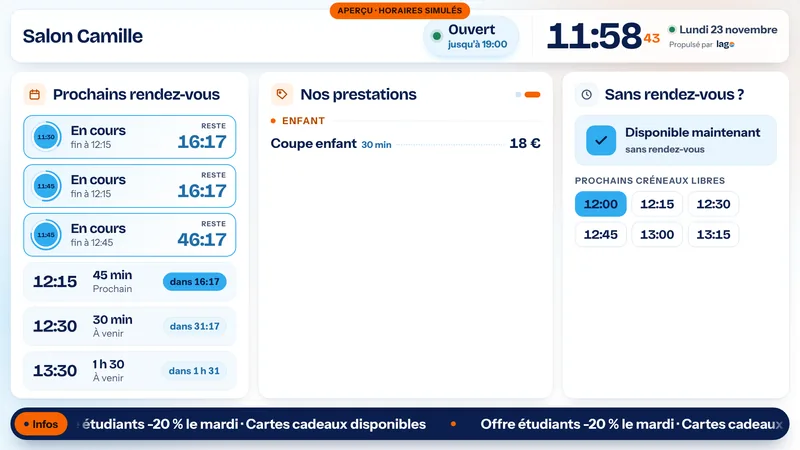 APERÇU · HORAIRES SIMULÉS
Salon Camille
Ouvert
jusqu'à 19:00
11:58 43
Lundi 23 novembre
Propulsé par lago
Prochains rendez-vous
11:30
En cours
fin à 12:15
RESTE
16:17
11:45
En cours
fin à 12:15
RESTE
16:17
11:45
En cours
fin à 12:45
RESTE
46:17
12:15
45 min
Prochain
dans 16:17
12:30
30 min
À venir
dans 31:17
13:30
1 h 30
À venir
dans 1 h 31
Nos prestations
ENFANT
Coupe enfant 30 min 18 €
Sans rendez-vous ?
Disponible maintenant
sans rendez-vous
PROCHAINS CRÉNEAUX LIBRES
12:00 12:15 12:30
12:45 13:00 13:15
Infos
étudiants -20 % le mardi · Cartes cadeaux disponibles • Offre étudiants -20 % le mardi · Cartes cadeaux